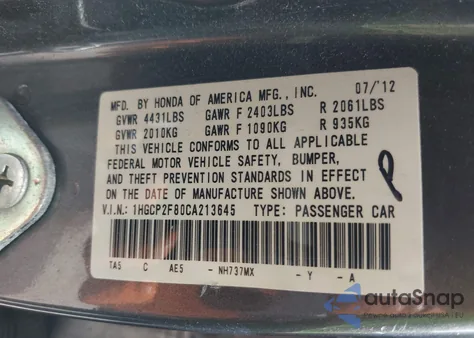 MFD. BY HONDA OF AMERICA MFG., INC. 07/'12
GVWR 4431LBS GAWR F 2403LBS R 2061LBS
GVWR 2010KG GAWR F 1090KG R 935KG
THIS VEHICLE CONFORMS TO ALL APPLICABLE
FEDERAL MOTOR VEHICLE SAFETY, BUMPER,
AND THEFT PREVENTION STANDARDS IN EFFECT
ON THE DATE OF MANUFACTURE SHOWN ABOVE.
V.I.N.: 1HGCP2F80CA213645 TYPE: PASSENGER CAR
TA5 C AE5 - NH737MX - Y - A
autoSnap